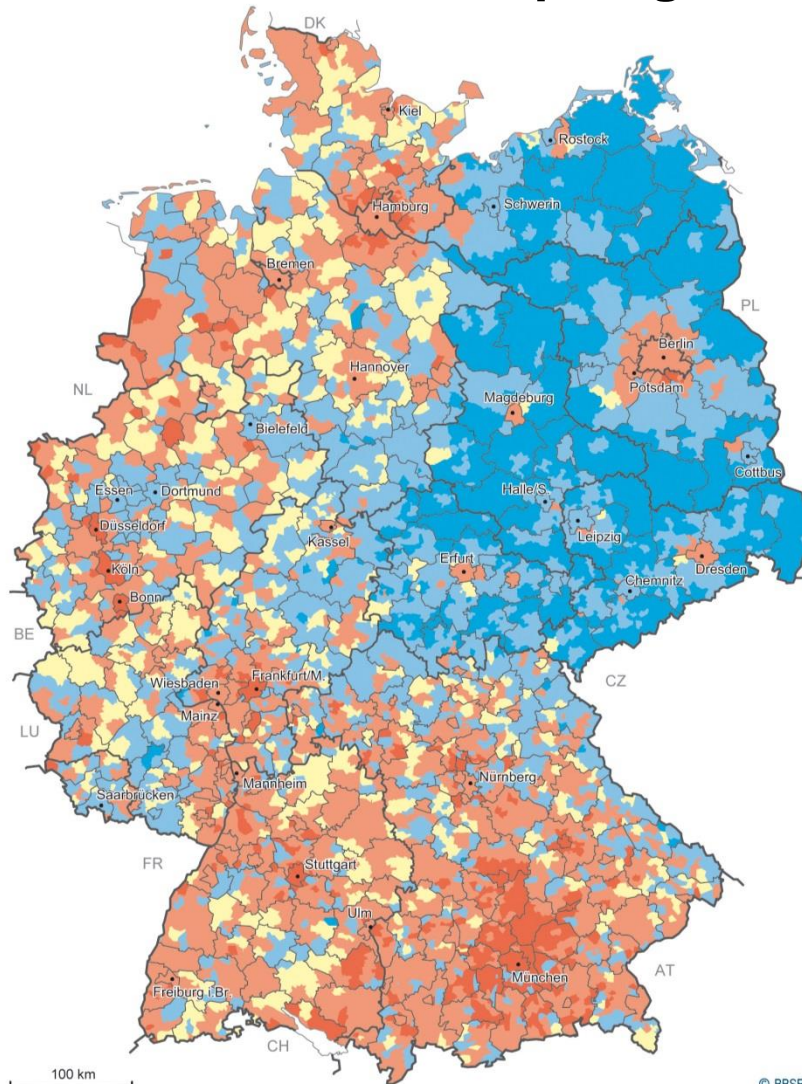 DK
Kiel
Rostock
Hamburg
Schwerin
Bremen
PL
Berlin
Hannover
Potsdam
NL
Magdeburg
Bielefeld
Cottbus
Essen
Dortmund
Halle/S.
Düsseldorf
Leipzig
Kassel
Köln
Erfurt
Dresden
Chemnitz
Bonn
BE
Wiesbaden
Frankfurt/M.
CZ
Mainz
LU
Mannheim
Nürnberg
Saarbrücken
FR
Stuttgart
Ulm
München
AT
Freiburg i.Br.
CH
100 km